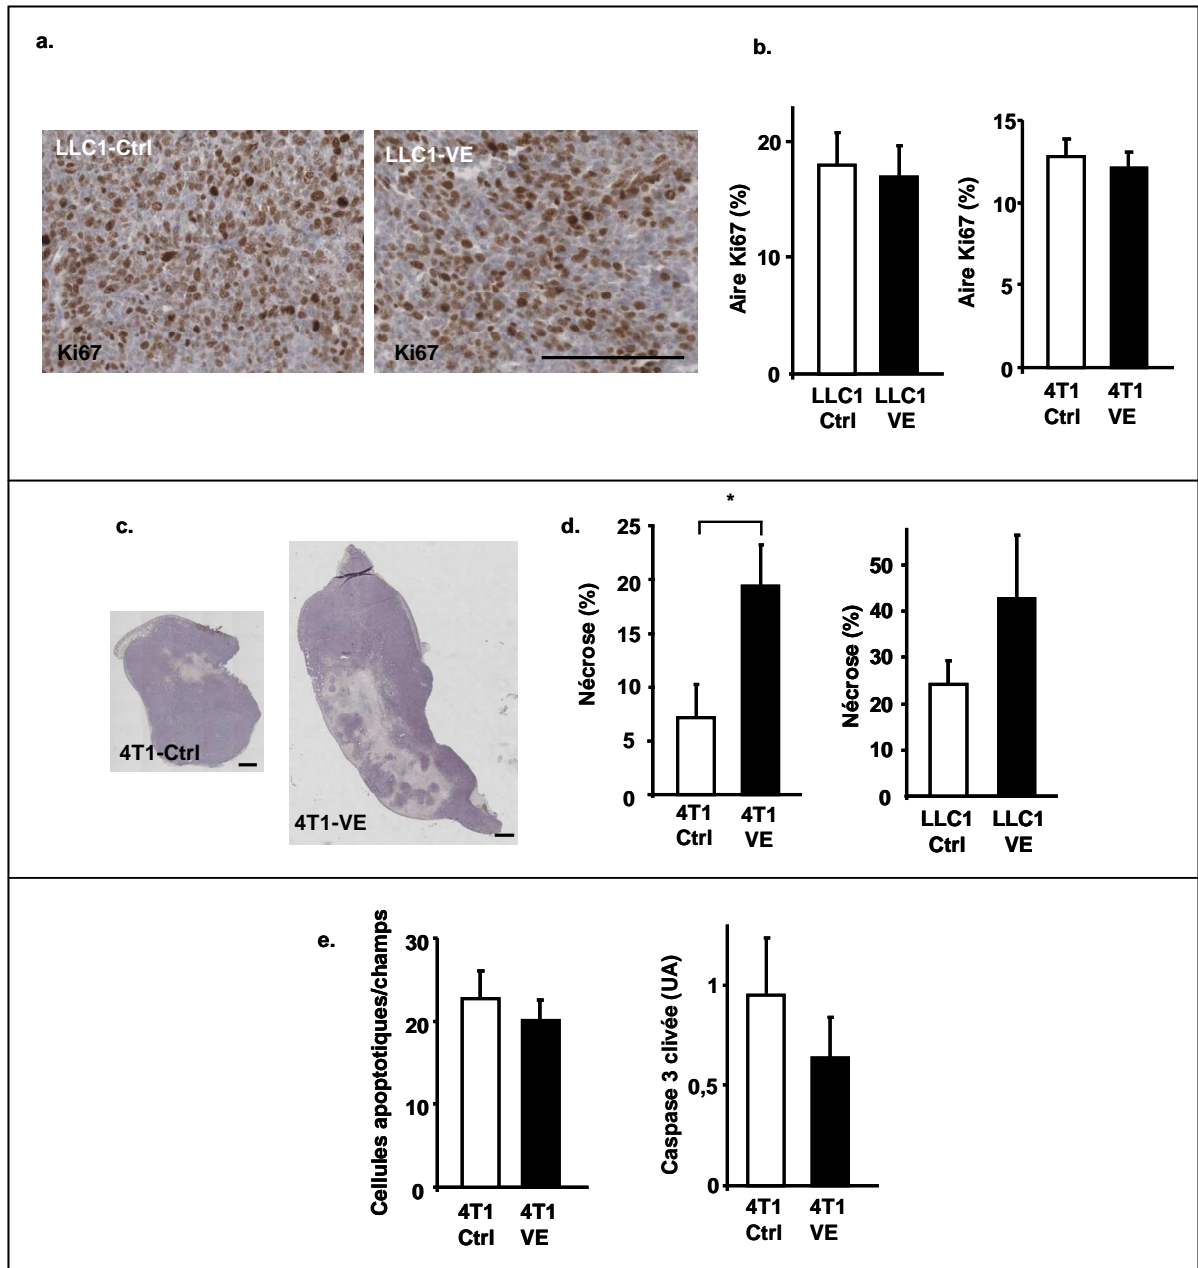 a.
LLC1-Ctrl
Ki67
LLC1-VE
Ki67
b.
Aire Ki67 (%)
20
10
0
LLC1 LLC1
Ctrl VE
Aire Ki67 (%)
15
10
5
0
4T1 4T1
Ctrl VE
c.
4T1-Ctrl
4T1-VE
d.
Nécrose (%)
25
20
15
10
5
0
*
4T1 4T1
Ctrl VE
Nécrose (%)
50
40
30
20
10
0
LLC1 LLC1
Ctrl VE
e.
Cellules apoptotiques/champs
30
20
10
0
4T1 4T1
Ctrl VE
Caspase 3 clivée (UA)
1
0,5
0
4T1 4T1
Ctrl VE